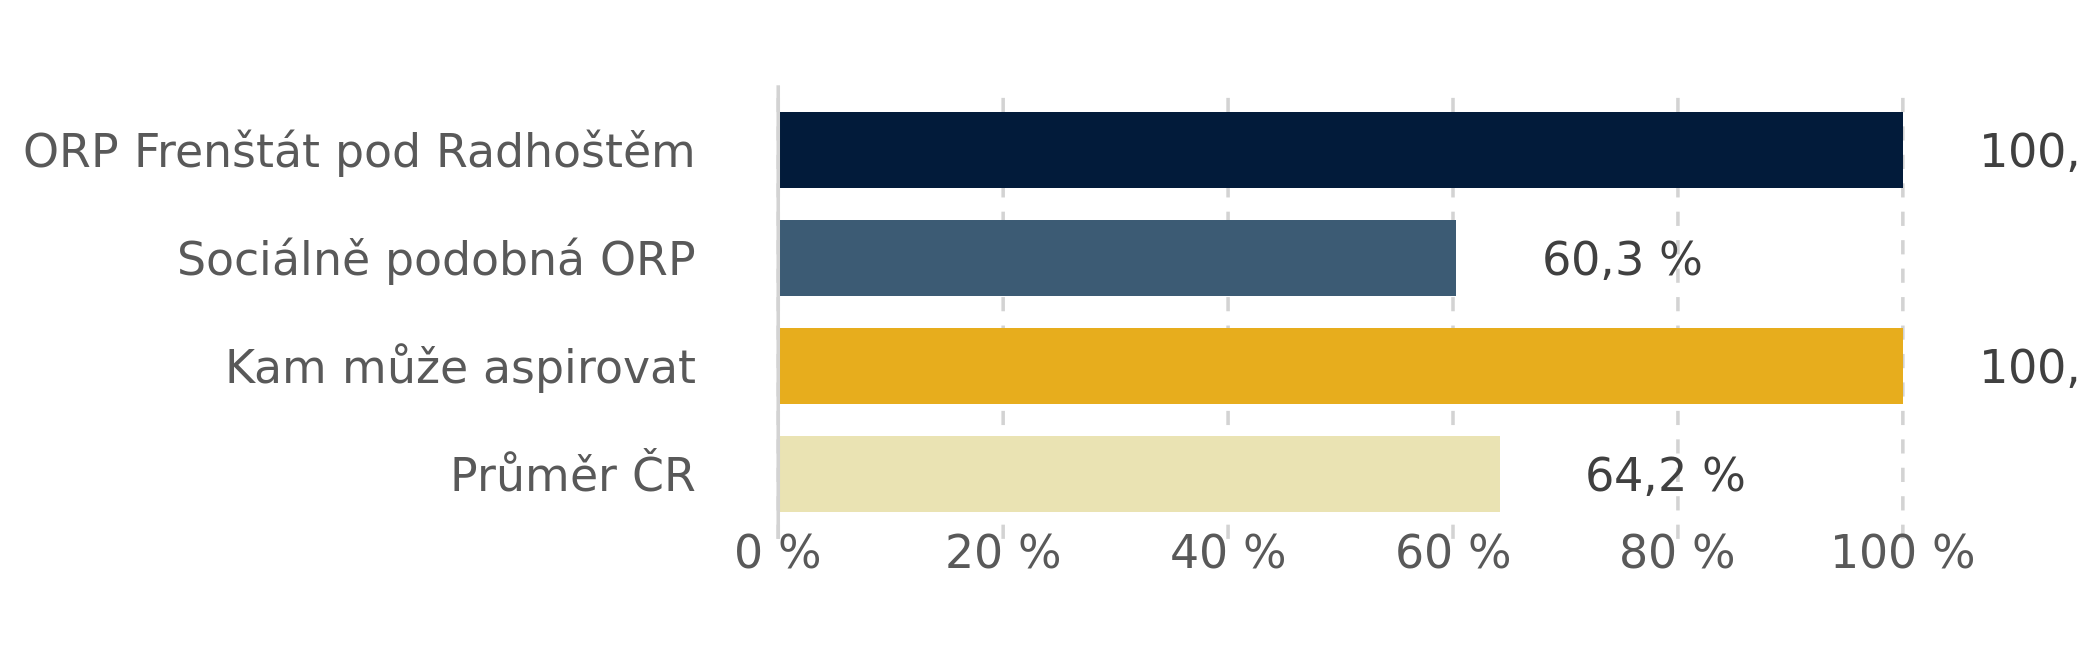 ORP Frenštát pod Radhoštěm 100,
Sociálně podobná ORP 60,3 %
Kam může aspirovat 100,
Průměr ČR 64,2 %
0 % 20 % 40 % 60 % 80 % 100 %